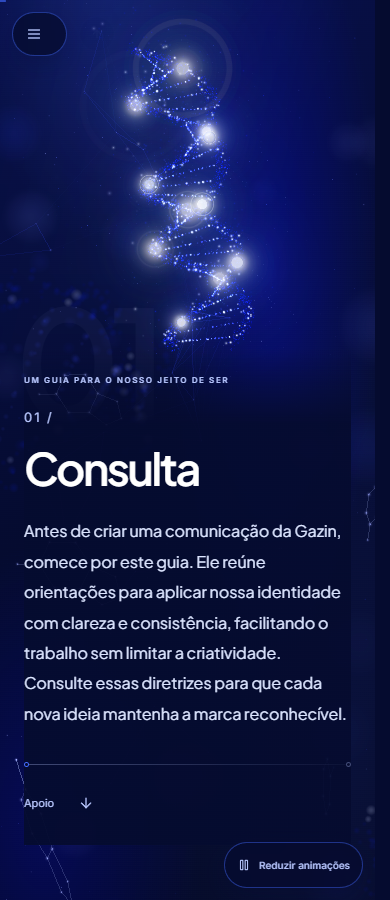 01
UM GUIA PARA O NOSSO JEITO DE SER
01 /
Consulta
Antes de criar uma comunicação da Gazin,
comece por este guia. Ele reúne
orientações para aplicar nossa identidade
com clareza e consistência, facilitando o
trabalho sem limitar a criatividade.
Consulte essas diretrizes para que cada
nova ideia mantenha a marca reconhecível.
Apoio
Reduzir animações